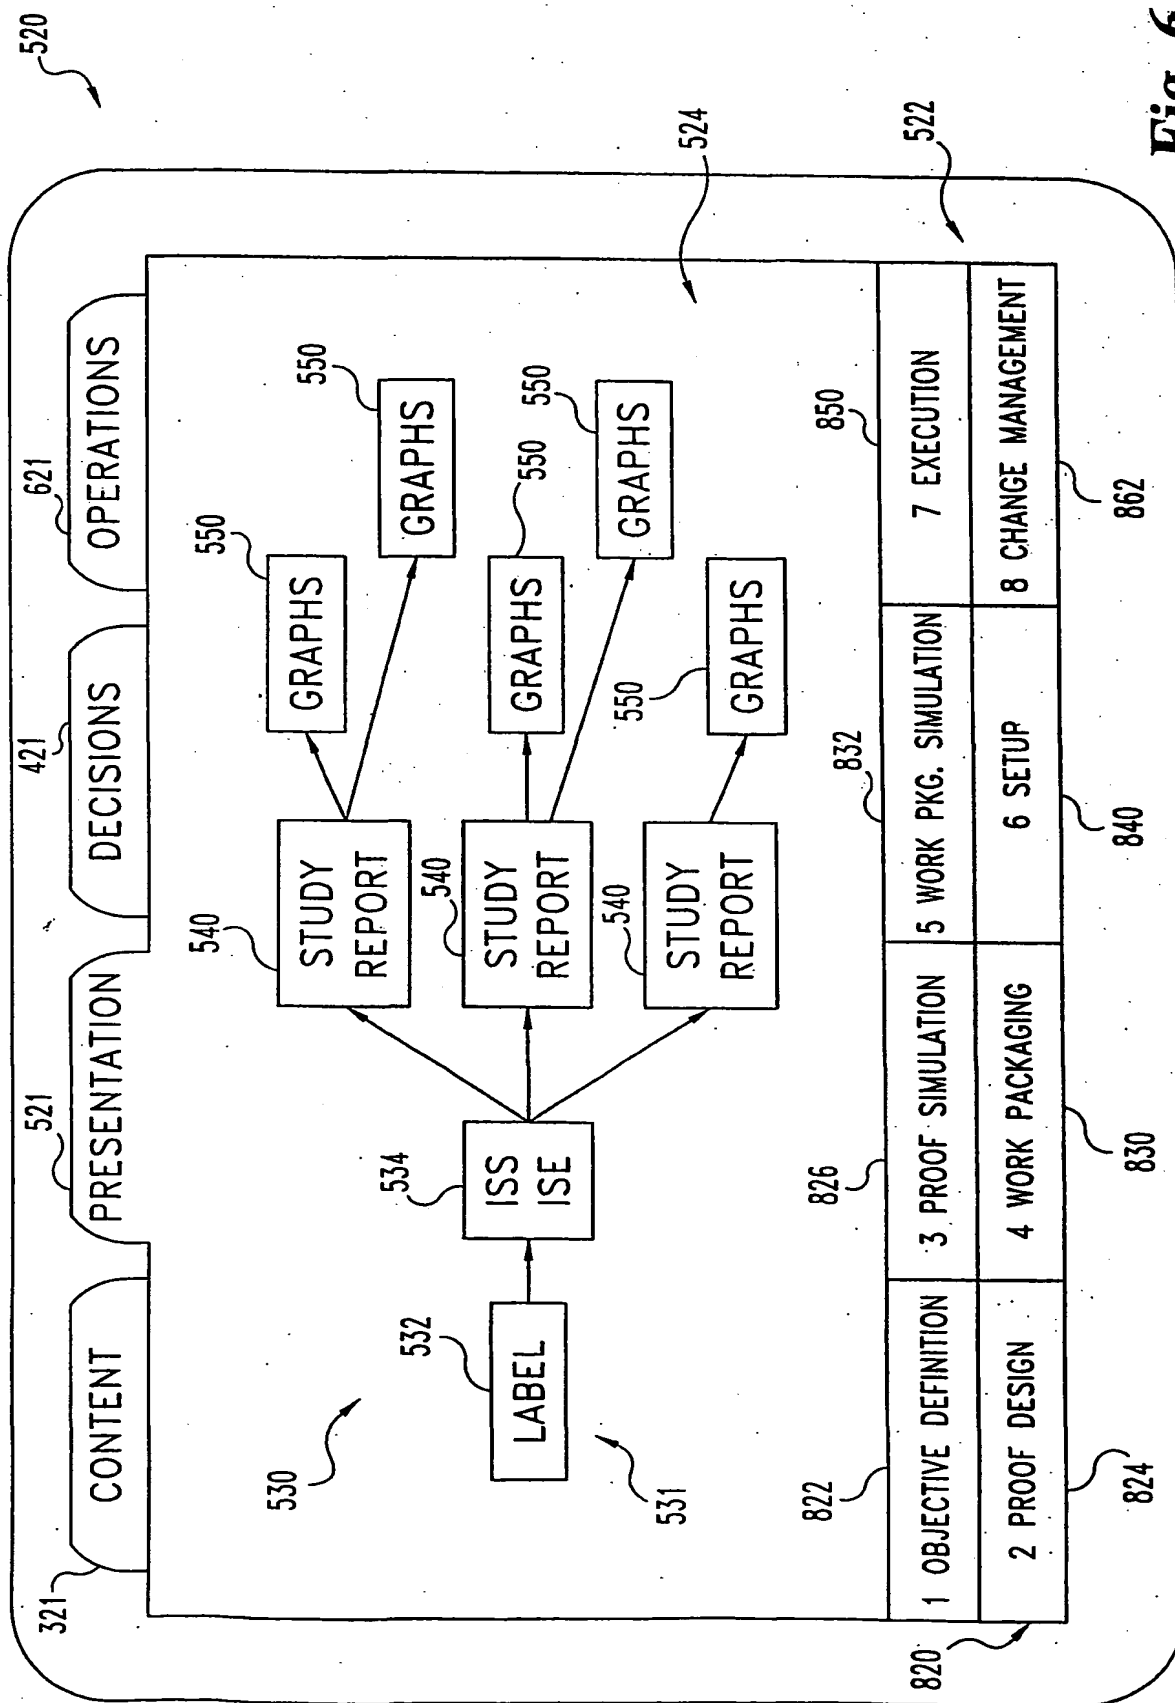 520
321
CONTENT
521
PRESENTATION
421
DECISIONS
621
OPERATIONS
530
531
532
LABEL
534
ISS
ISE
540
STUDY
REPORT
540
STUDY
REPORT
540
STUDY
REPORT
550
GRAPHS
550
GRAPHS
550
GRAPHS
550
GRAPHS
550
GRAPHS
524
522
820
822
1 OBJECTIVE DEFINITION
826
3 PROOF SIMULATION
832
5 WORK PKG. SIMULATION
850
7 EXECUTION
2 PROOF DESIGN
824
4 WORK PACKAGING
830
6 SETUP
840
8 CHANGE MANAGEMENT
862
Fig. 6